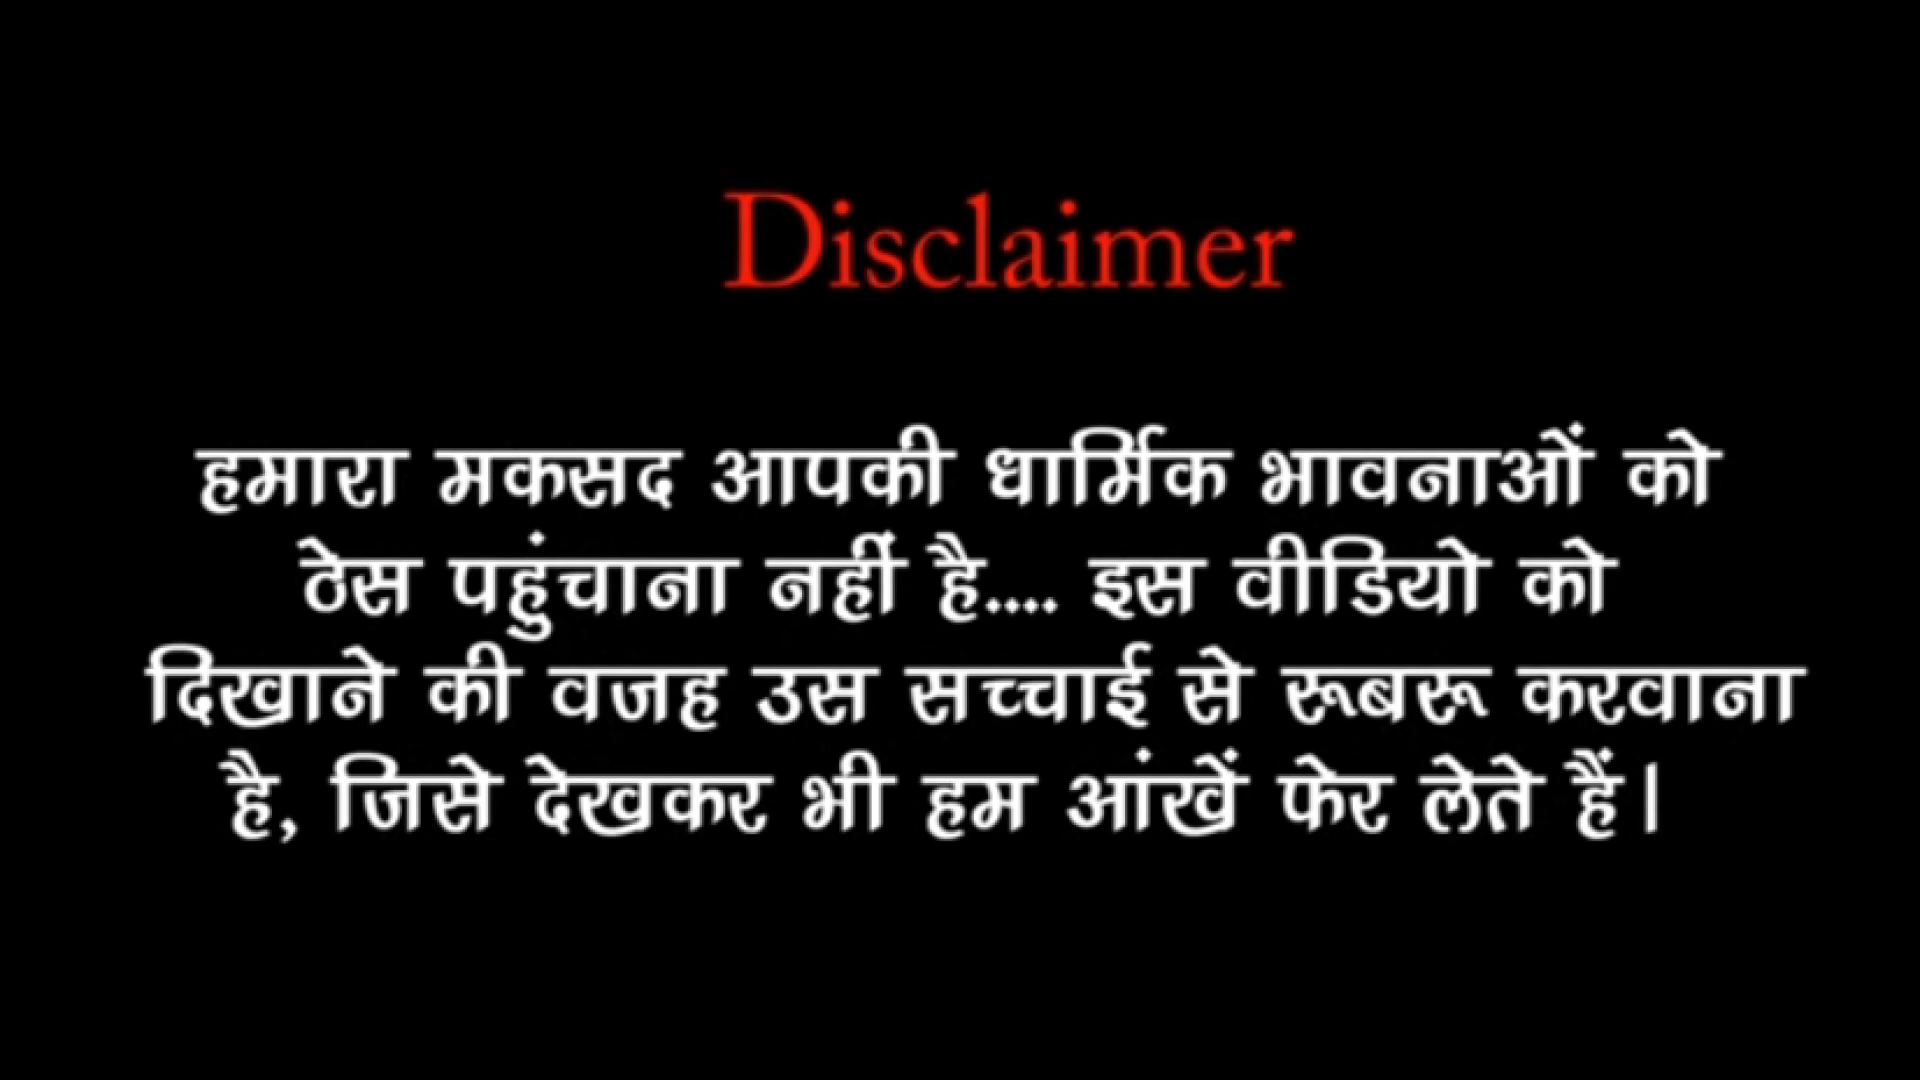 Disclaimer
हमारा मकसद आपकी धार्मिक भावनाओं को
ठेस पहुंचाना नहीं है.... इस वीडियो को
दिखाने की वजह उस सच्चाई से रूबरू करवाना
है, जिसे देखकर भी हम आंखें फेर लेते हैं।